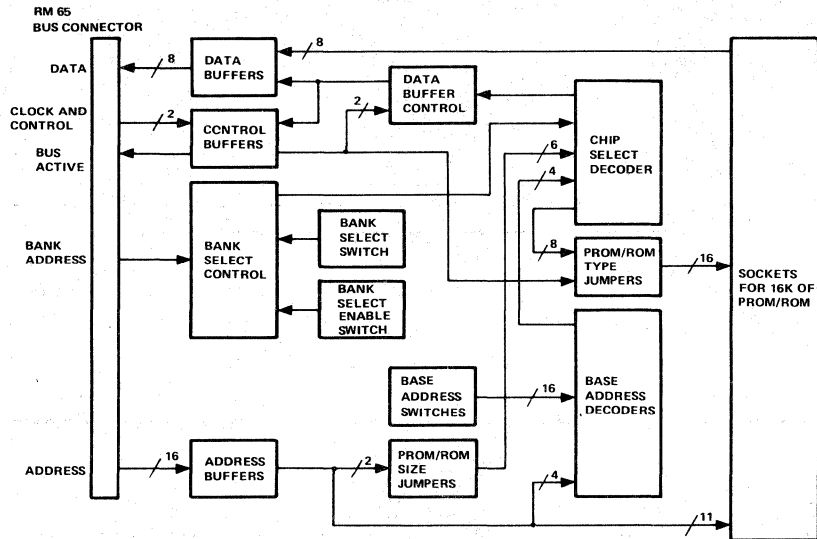 RM 65
BUS CONNECTOR
DATA
8
DATA
BUFFERS
8
CLOCK AND
CONTROL
2
CONTROL
BUFFERS
2
DATA
BUFFER
CONTROL
BUS
ACTIVE
CHIP
SELECT
DECODER
6
4
BANK
ADDRESS
BANK
SELECT
CONTROL
BANK
SELECT
SWITCH
BANK
SELECT
ENABLE
SWITCH
8
PROM/ROM
TYPE
JUMPERS
16
SOCKETS
FOR 16K OF
PROM/ROM
BASE
ADDRESS
SWITCHES
16
BASE
ADDRESS
DECODERS
ADDRESS
16
ADDRESS
BUFFERS
2
PROM/ROM
SIZE
JUMPERS
4
11